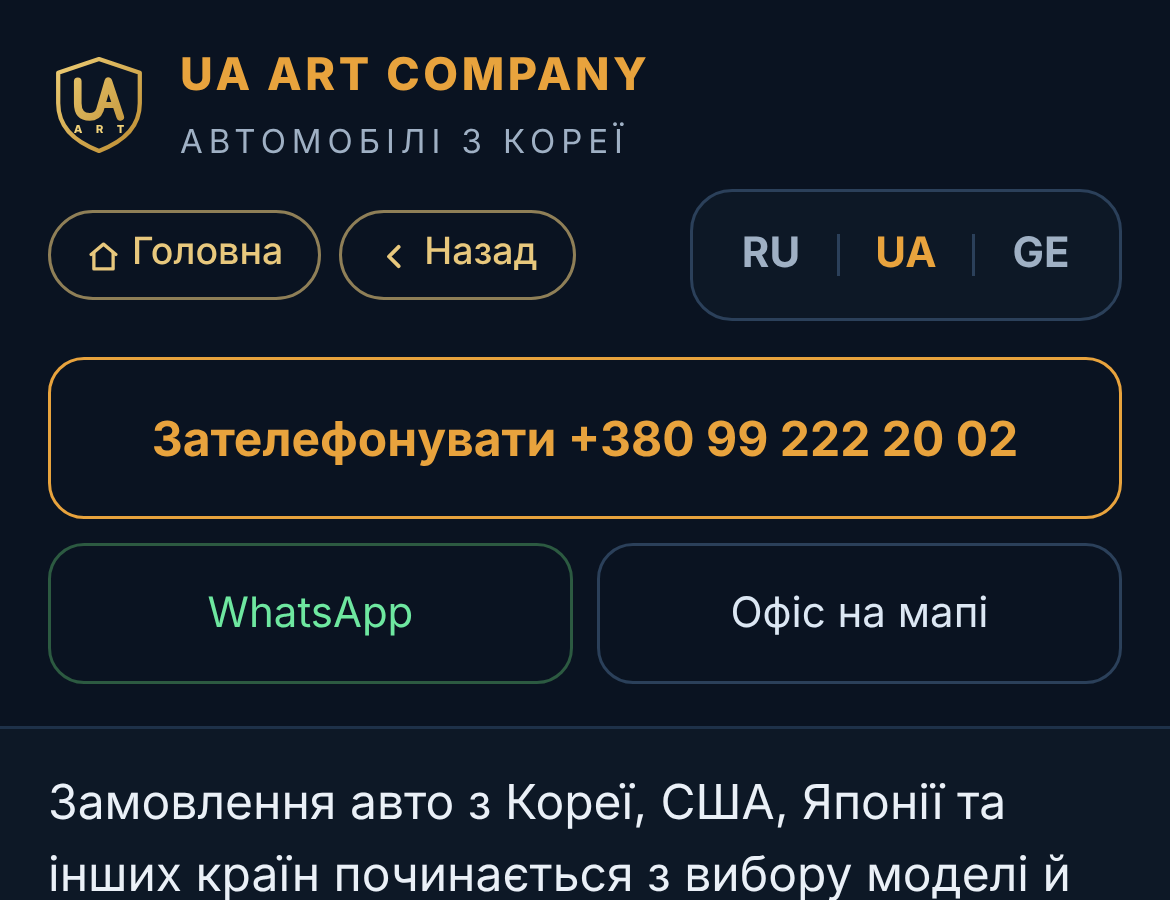 UA
ART
UA ART COMPANY
АВТОМОБІЛІ З КОРЕЇ
Головна
Назад
RU
UA
GE
Зателефонувати +380 99 222 20 02
WhatsApp
Офіс на мапі
Замовлення авто з Кореї, США, Японії та
інших країн починається з вибору моделі й